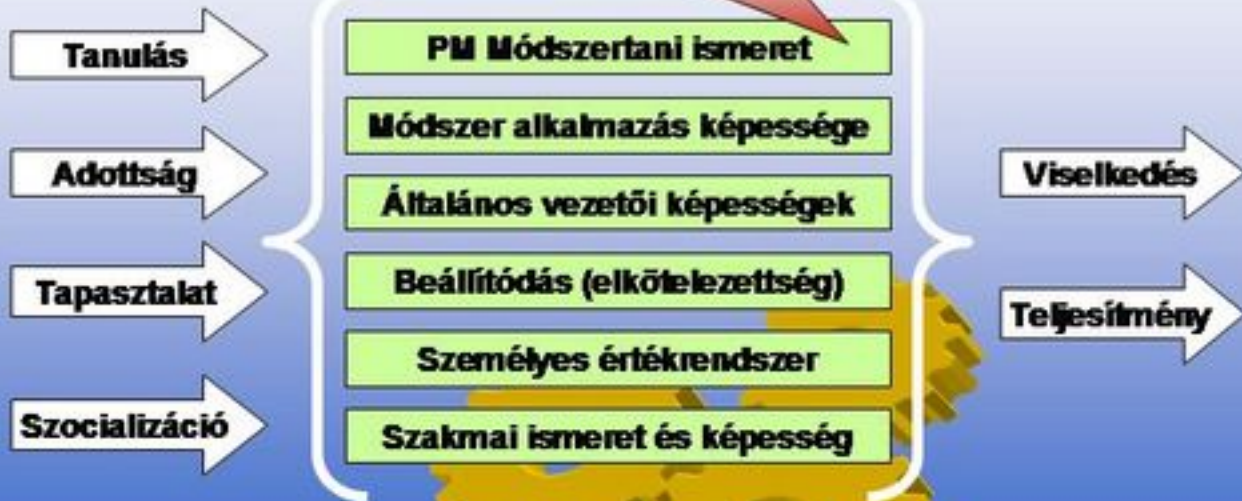 Tanulás
Adottság
Tapasztalat
Szocializáció
PM Módszertani ismeret
Módszer alkalmazás képessége
Általános vezetői képességek
Beállítódás (elkötelezettség)
Személyes értékrendszer
Szakmai ismeret és képesség
Viselkedés
Teljesítmény